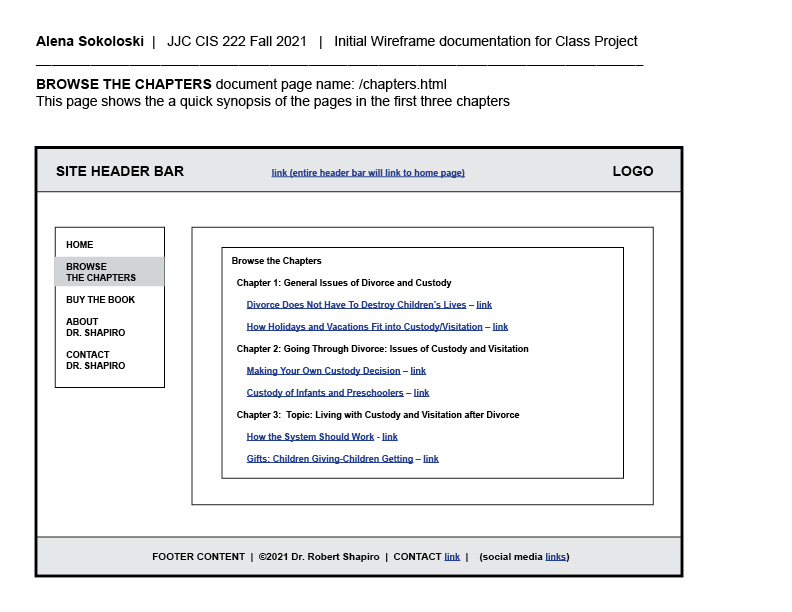 Alena Sokoloski | JJC CIS 222 Fall 2021 | Initial Wireframe documentation for Class Project
BROWSE THE CHAPTERS document page name: /chapters.html
This page shows the a quick synopsis of the pages in the first three chapters
SITE HEADER BAR
link (entire header bar will link to home page)
LOGO
HOME
BROWSE
THE CHAPTERS
BUY THE BOOK
ABOUT
DR. SHAPIRO
CONTACT
DR. SHAPIRO
Browse the Chapters
Chapter 1: General Issues of Divorce and Custody
Divorce Does Not Have To Destroy Children's Lives – link
How Holidays and Vacations Fit into Custody/Visitation – link
Chapter 2: Going Through Divorce: Issues of Custody and Visitation
Making Your Own Custody Decision – link
Custody of Infants and Preschoolers – link
Chapter 3: Topic: Living with Custody and Visitation after Divorce
How the System Should Work - link
Gifts: Children Giving-Children Getting – link
FOOTER CONTENT | ©2021 Dr. Robert Shapiro | CONTACT link | (social media links)